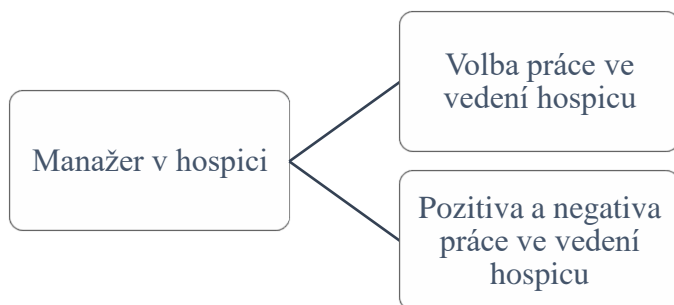 Manažer v hospici
Volba práce ve
vedení hospicu
Pozitiva a negativa
práce ve vedení
hospicu